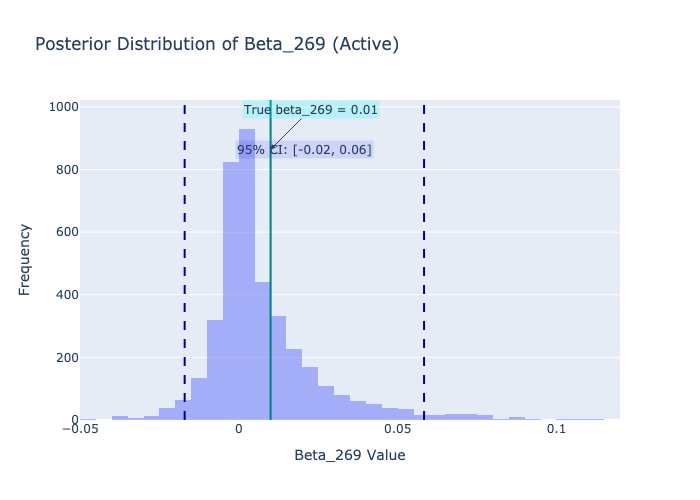 Posterior Distribution of Beta_269 (Active)
True beta_269 = 0.01
95% CI: [-0.02, 0.06]
1000
800
600
400
200
0
Frequency
−0.05
0
0.05
0.1
Beta_269 Value